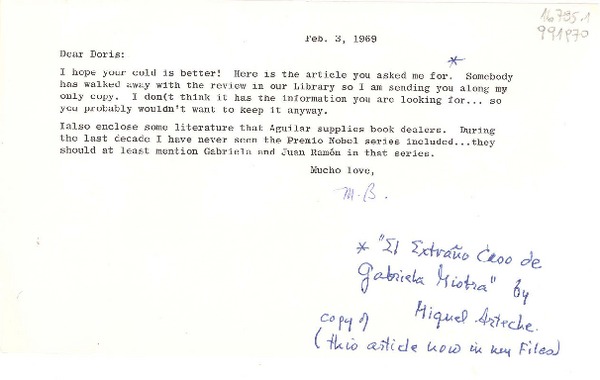 16795-1
991970
Feb. 3, 1969
Dear Doris:
*
I hope your cold is better! Here is the article you asked me for. Somebody
has walked away with the review in our Library so I am sending you along my
only copy. I don't think it has the information you are looking for... so
you probably wouldn't want to keep it anyway.
Ialso enclose some literature that Aguilar supplies book dealers. During
the last decade I have never seen the Premio Nobel series included...they
should at least mention Gabriela and Juan Ramón in that series.
Mucho love,
M.B.
* "El Extraño Caso de
Gabriela Mistral" by
Miguel Arteche.
copy of
(this article now in my Files)